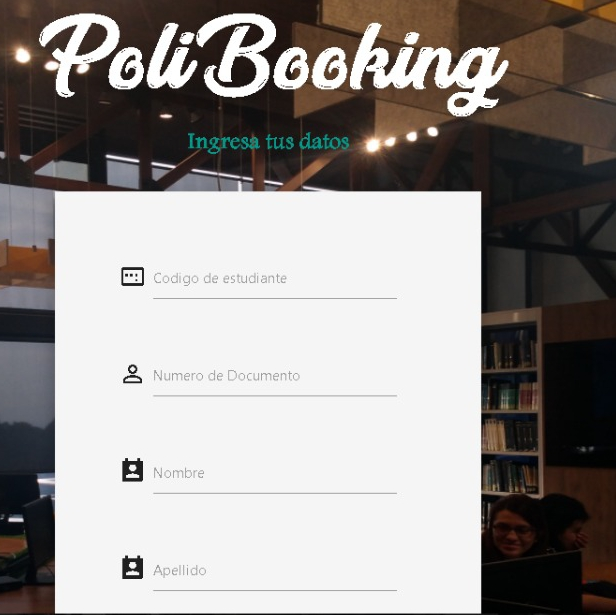 PoliBooking
Ingresa tus datos
Codigo de estudiante
Numero de Documento
Nombre
Apellido